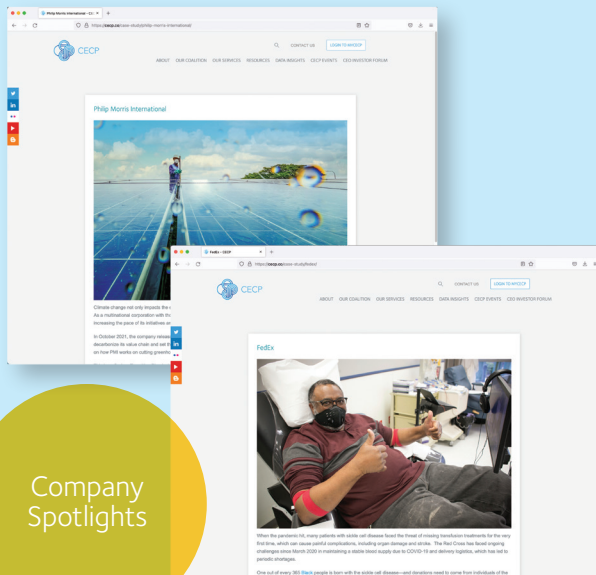 Philip Morris International - CE
https://cecp.co/case-study/philip-morris-international/
CECP
CONTACT US
LOGIN TO MYCECP
ABOUT OUR COALITION OUR SERVICES RESOURCES DATA INSIGHTS CECP EVENTS CEO INVESTOR FORUM
Philip Morris International
Climate change not only impacts the
As a multinational corporation with
increasing the pace of its initiatives
In October 2021, the company
decarbonize its value chain and set
on how PMI works on cutting
FedEx - CECP
https://cecp.co/case-study/fedex/
CECP
CONTACT US
LOGIN TO MYCECP
ABOUT OUR COALITION OUR SERVICES RESOURCES DATA INSIGHTS CECP EVENTS CEO INVESTOR FORUM
FedEx
When the pandemic hit, many patients with sickle cell disease faced the threat of missing transfusion treatments for the very
first time, which can cause painful complications, including organ damage and stroke. The Red Cross has faced ongoing
challenges since March 2020 in maintaining a stable blood supply due to COVID-19 and delivery logistics, which has led to
periodic shortages.
One out of every 365 Black people is born with the sickle cell disease—and donations need to come from individuals of the
Company
Spotlights